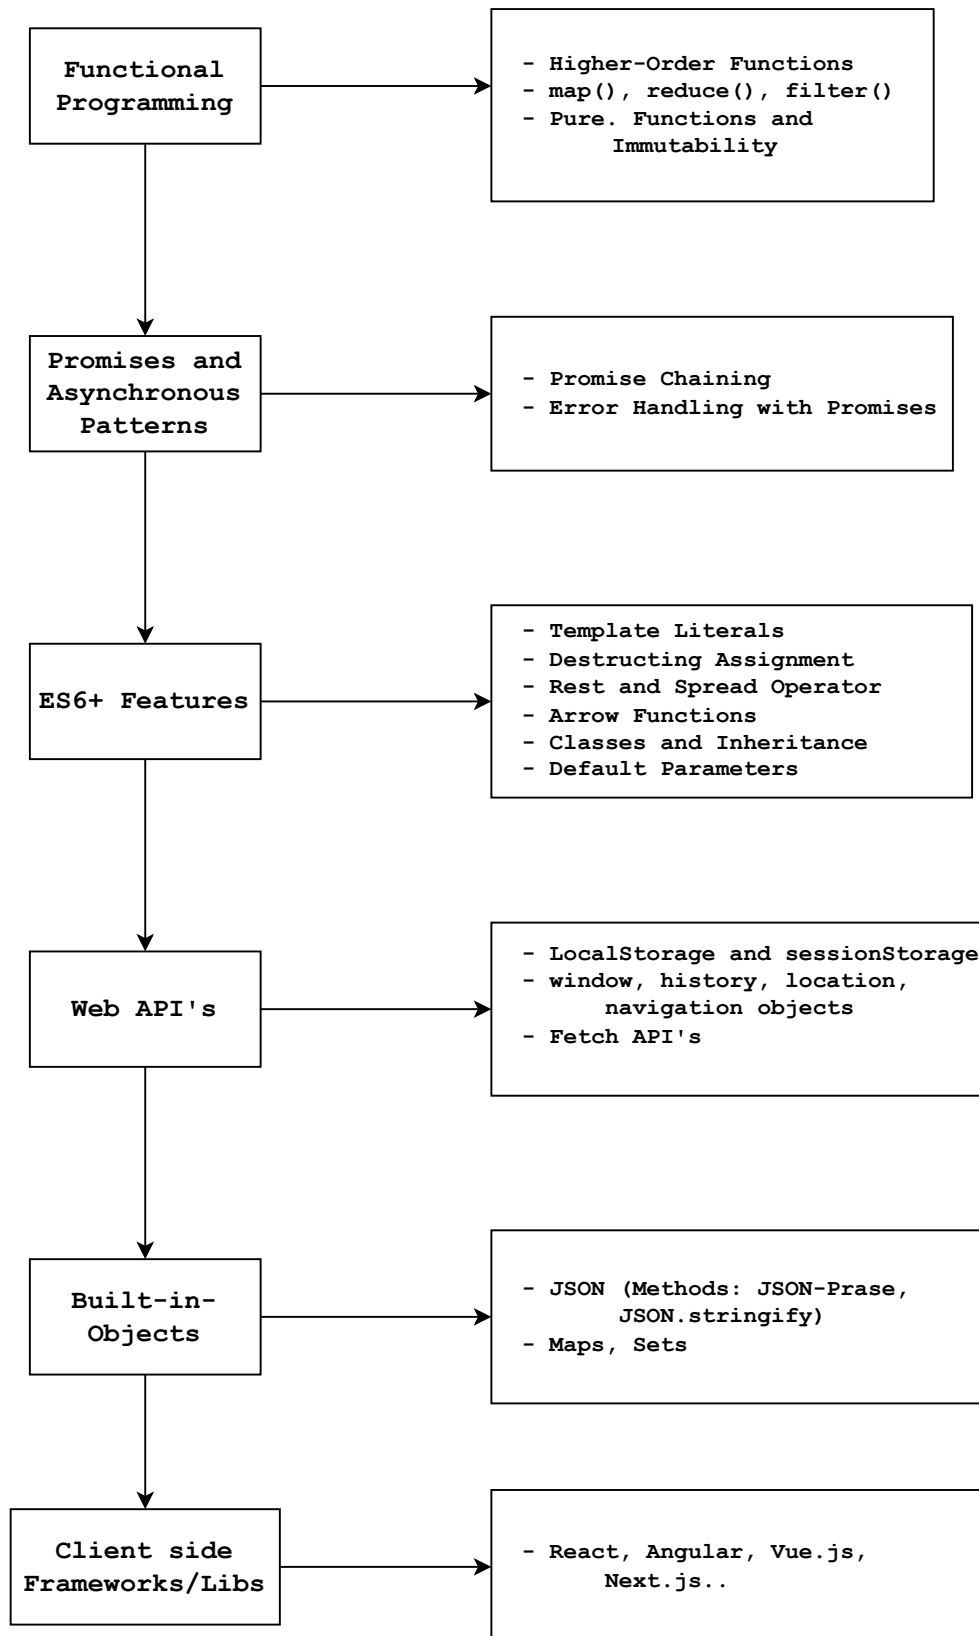 Functional
Programming
- Higher-Order Functions
- map(), reduce(), filter()
- Pure. Functions and
Immutability
Promises and
Asynchronous
Patterns
- Promise Chaining
- Error Handling with Promises
ES6+ Features
- Template Literals
- Destructing Assignment
- Rest and Spread Operator
- Arrow Functions
- Classes and Inheritance
- Default Parameters
Web API's
- LocalStorage and sessionStorage
- window, history, location,
navigation objects
- Fetch API's
Built-in-
Objects
- JSON (Methods: JSON-Prase,
JSON.stringify)
- Maps, Sets
Client side
Frameworks/Libs
- React, Angular, Vue.js,
Next.js..